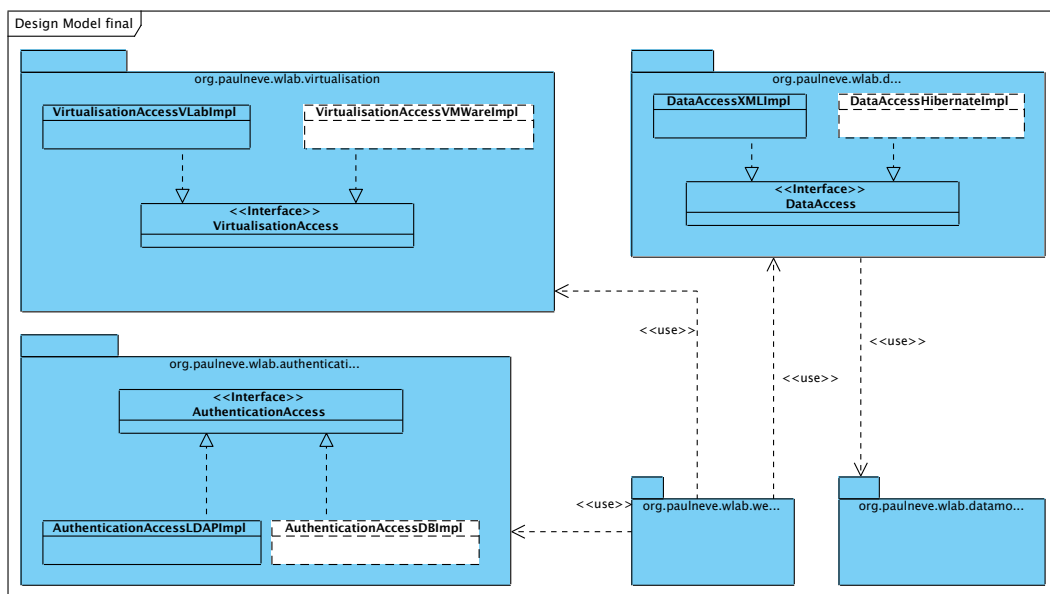 Design Model final
org.paulneve.wlab.virtualisation
VirtualisationAccessVLabImpl
VirtualisationAccessVMWareImpl
<<Interface>>
VirtualisationAccess
org.paulneve.wlab.d...
DataAccessXMLImpl
DataAccessHibernateImpl
<<Interface>>
DataAccess
<<use>>
<<use>>
<<use>>
org.paulneve.wlab.authenticati...
<<Interface>>
AuthenticationAccess
AuthenticationAccessLDAPImpl
AuthenticationAccessDBImpl
<<use>>
org.paulneve.wlab.we...
org.paulneve.wlab.datamo...